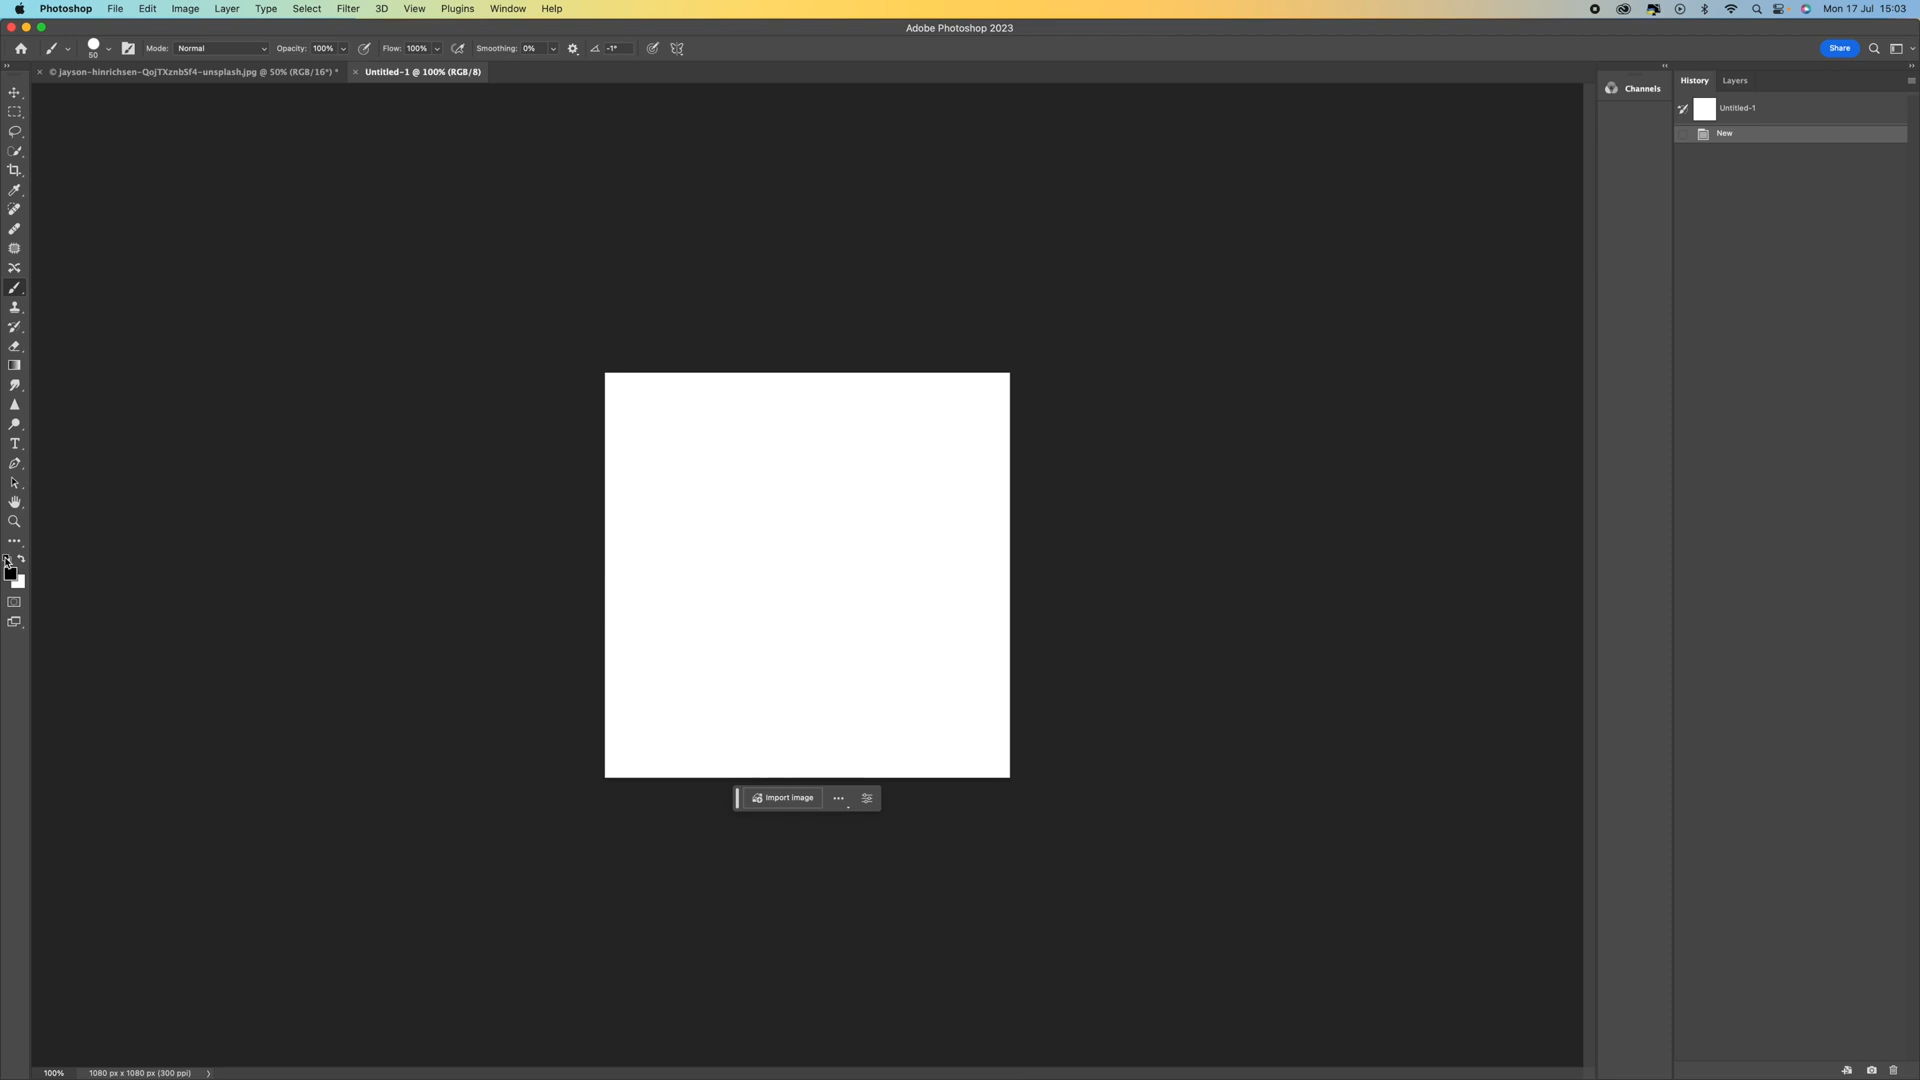 Photoshop File Edit Image Layer Type Select Filter 3D View Plugins Window Help Mon 17 Jul 15:03
Adobe Photoshop 2023
50 Mode: Normal Opacity: 100% Flow: 100% Smoothing: 0% -1° Share
× © jayson-hinrichsen-QojTXznbSf4-unsplash.jpg @ 50% (RGB/16*) * × Untitled-1 @ 100% (RGB/8)
Channels History Layers
Untitled-1
New
Import image
100% 1080 px x 1080 px (300 ppi)